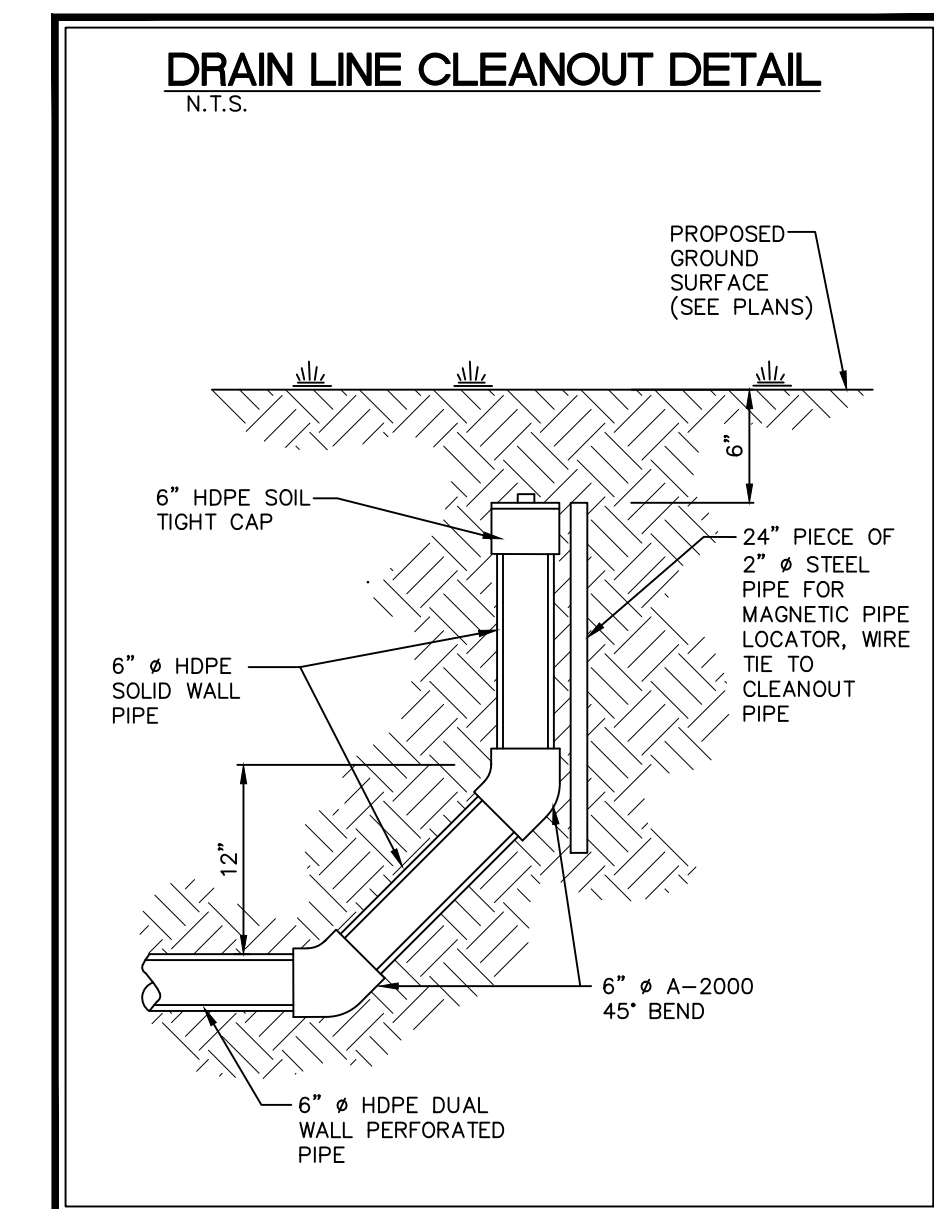 DRAIN LINE CLEANOUT DETAIL
N.T.S.
PROPOSED
GROUND
SURFACE
(SEE PLANS)
6"
6" HDPE SOIL
TIGHT CAP
24" PIECE OF
2" ø STEEL
PIPE FOR
MAGNETIC PIPE
LOCATOR, WIRE
TIE TO
CLEANOUT
PIPE
6" ø HDPE
SOLID WALL
PIPE
12"
6" ø A-2000
45° BEND
6" ø HDPE DUAL
WALL PERFORATED
PIPE